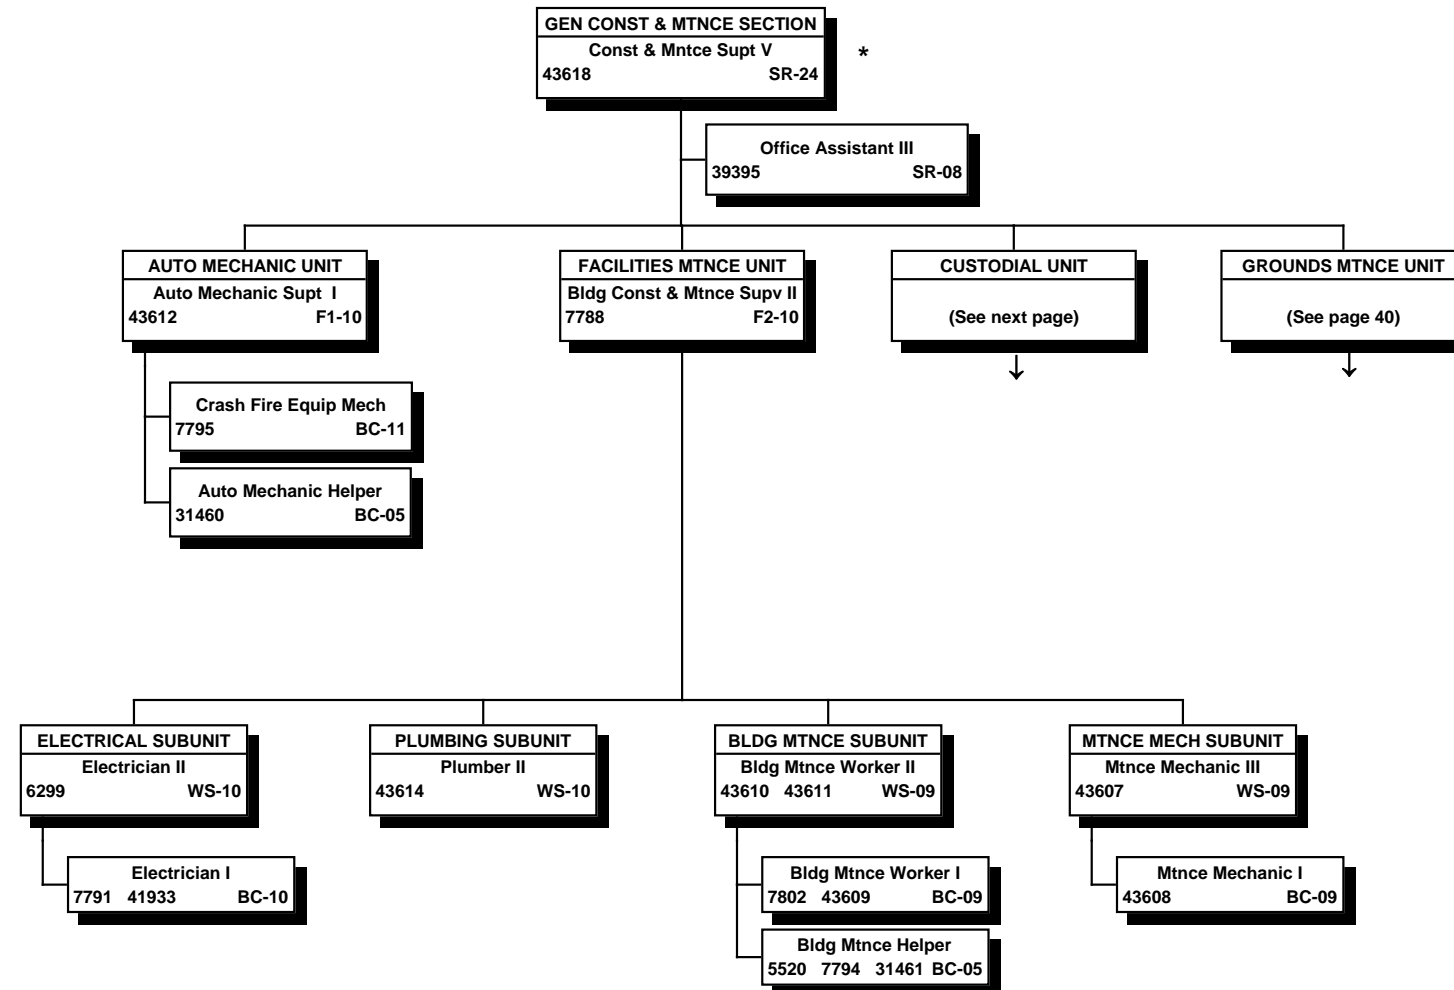 GEN CONST & MTNCE SECTION
Const & Mntce Supt V
43618 SR-24
*
Office Assistant III
39395 SR-08
AUTO MECHANIC UNIT
Auto Mechanic Supt I
43612 F1-10
FACILITIES MTNCE UNIT
Bldg Const & Mtnce Supv II
7788 F2-10
CUSTODIAL UNIT
(See next page)
GROUNDS MTNCE UNIT
(See page 40)
Crash Fire Equip Mech
7795 BC-11
Auto Mechanic Helper
31460 BC-05
ELECTRICAL SUBUNIT
Electrician II
6299 WS-10
PLUMBING SUBUNIT
Plumber II
43614 WS-10
BLDG MTNCE SUBUNIT
Bldg Mtnce Worker II
43610 43611 WS-09
MTNCE MECH SUBUNIT
Mtnce Mechanic III
43607 WS-09
Electrician I
7791 41933 BC-10
Bldg Mtnce Worker I
7802 43609 BC-09
Mtnce Mechanic I
43608 BC-09
Bldg Mtnce Helper
5520 7794 31461 BC-05